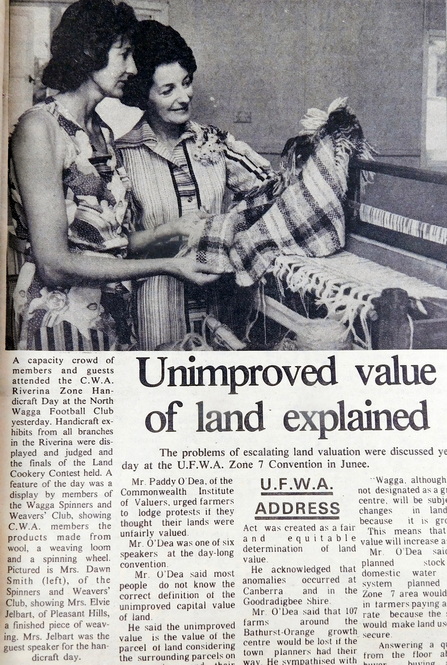 A capacity crowd of
members and guests
attended the C.W.A.
Riverina Zone Han-
dicraft Day at the North
Wagga Football Club
yesterday. Handicraft ex-
hibits from all branches
in the Riverina were dis-
played and judged and
the finals of the Land
Cookery Contest held. A
feature of the day was a
display by members of
the Wagga Spinners and
Weavers' Club, showing
C.W.A. members the
products made from
wool, a weaving loom
and a spinning wheel.
Pictured is Mrs. Dawn
Smith (left), of the
Spinners and Weavers'
Club, showing Mrs. Elvie
Jelbart, of Pleasant Hills,
a finished piece of weav-
ing. Mrs. Jelbart was the
guest speaker for the han-
dicraft day.
Unimproved value
of land explained
The problems of escalating land valuation were discussed
day at the U.F.W.A. Zone 7 Convention in Junee.
Mr. Paddy O'Dea, of the
Commonwealth Institute
of Valuers, urged farmers
to lodge protests if they
thought their lands were
unfairly valued.
Mr. O'Dea was one of six
speakers at the day-long
convention.
Mr. O'Dea said most
people do not know the
correct definition of the
unimproved capital value
of land.
He said the unimproved
value is the value of the
parcel of land considering
the surrounding parcels on
U.F.W.A.
ADDRESS
Act was created as a fair
and equitable
determination of land
value.
He acknowledged that
anomalies occurred at
Canberra and in the
Goodradigbee Shire.
Mr O'Dea said that 107
farms around the
Bathurst-Orange growth
centre would be lost if the
town planners had their
way. He sympathised with
"Wagga, although
not designated as a
centre, will be
changes in
because it is
This means that
value will increase a
Mr. O'Dea
planned stock
domestic water
system planned
Zone 7 area would
in farmers paying a
rate because the
would make land
secure.
Answering a
from the floor